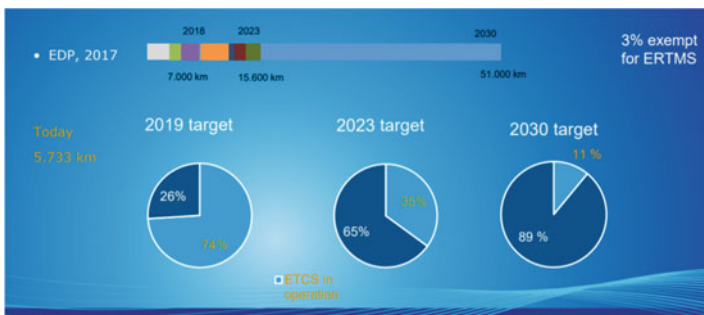 2018 2023 2030
• EDP, 2017
3% exempt
for ERTMS
7.000 km 15.600 km 51.000 km
Today
5.733 km
2019 target 2023 target 2030 target
11 %
26%
35%
74%
65%
89 %
ETCS in
operation